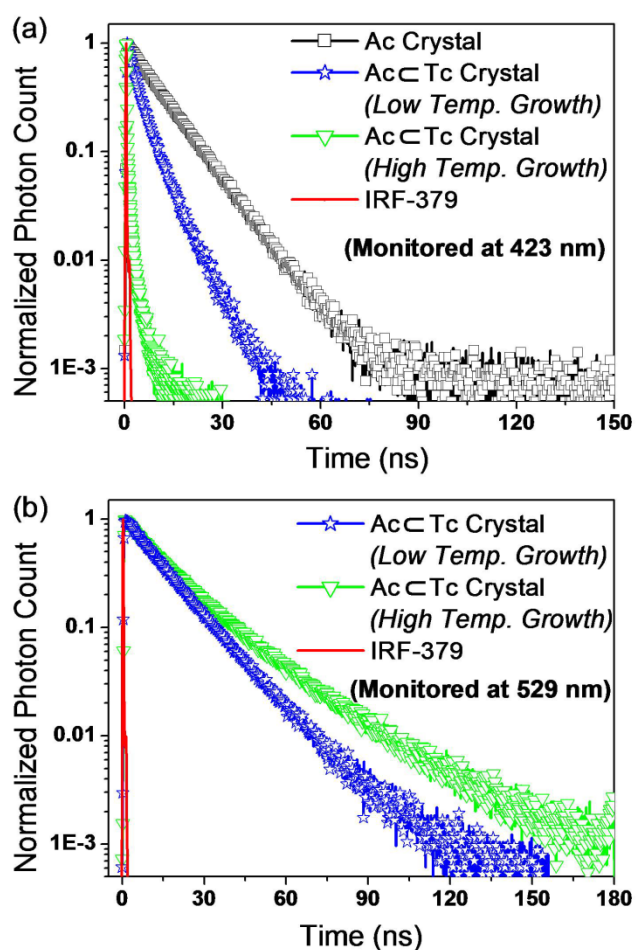 (a)
Normalized Photon Count
1
0.1
0.01
1E-3
Ac Crystal
Ac⊂Tc Crystal
(Low Temp. Growth)
Ac⊂Tc Crystal
(High Temp. Growth)
IRF-379
(Monitored at 423 nm)
0 30 60 90 120 150
Time (ns)
(b)
Normalized Photon Count
1
0.1
0.01
1E-3
Ac⊂Tc Crystal
(Low Temp. Growth)
Ac⊂Tc Crystal
(High Temp. Growth)
IRF-379
(Monitored at 529 nm)
0 30 60 90 120 150 180
Time (ns)